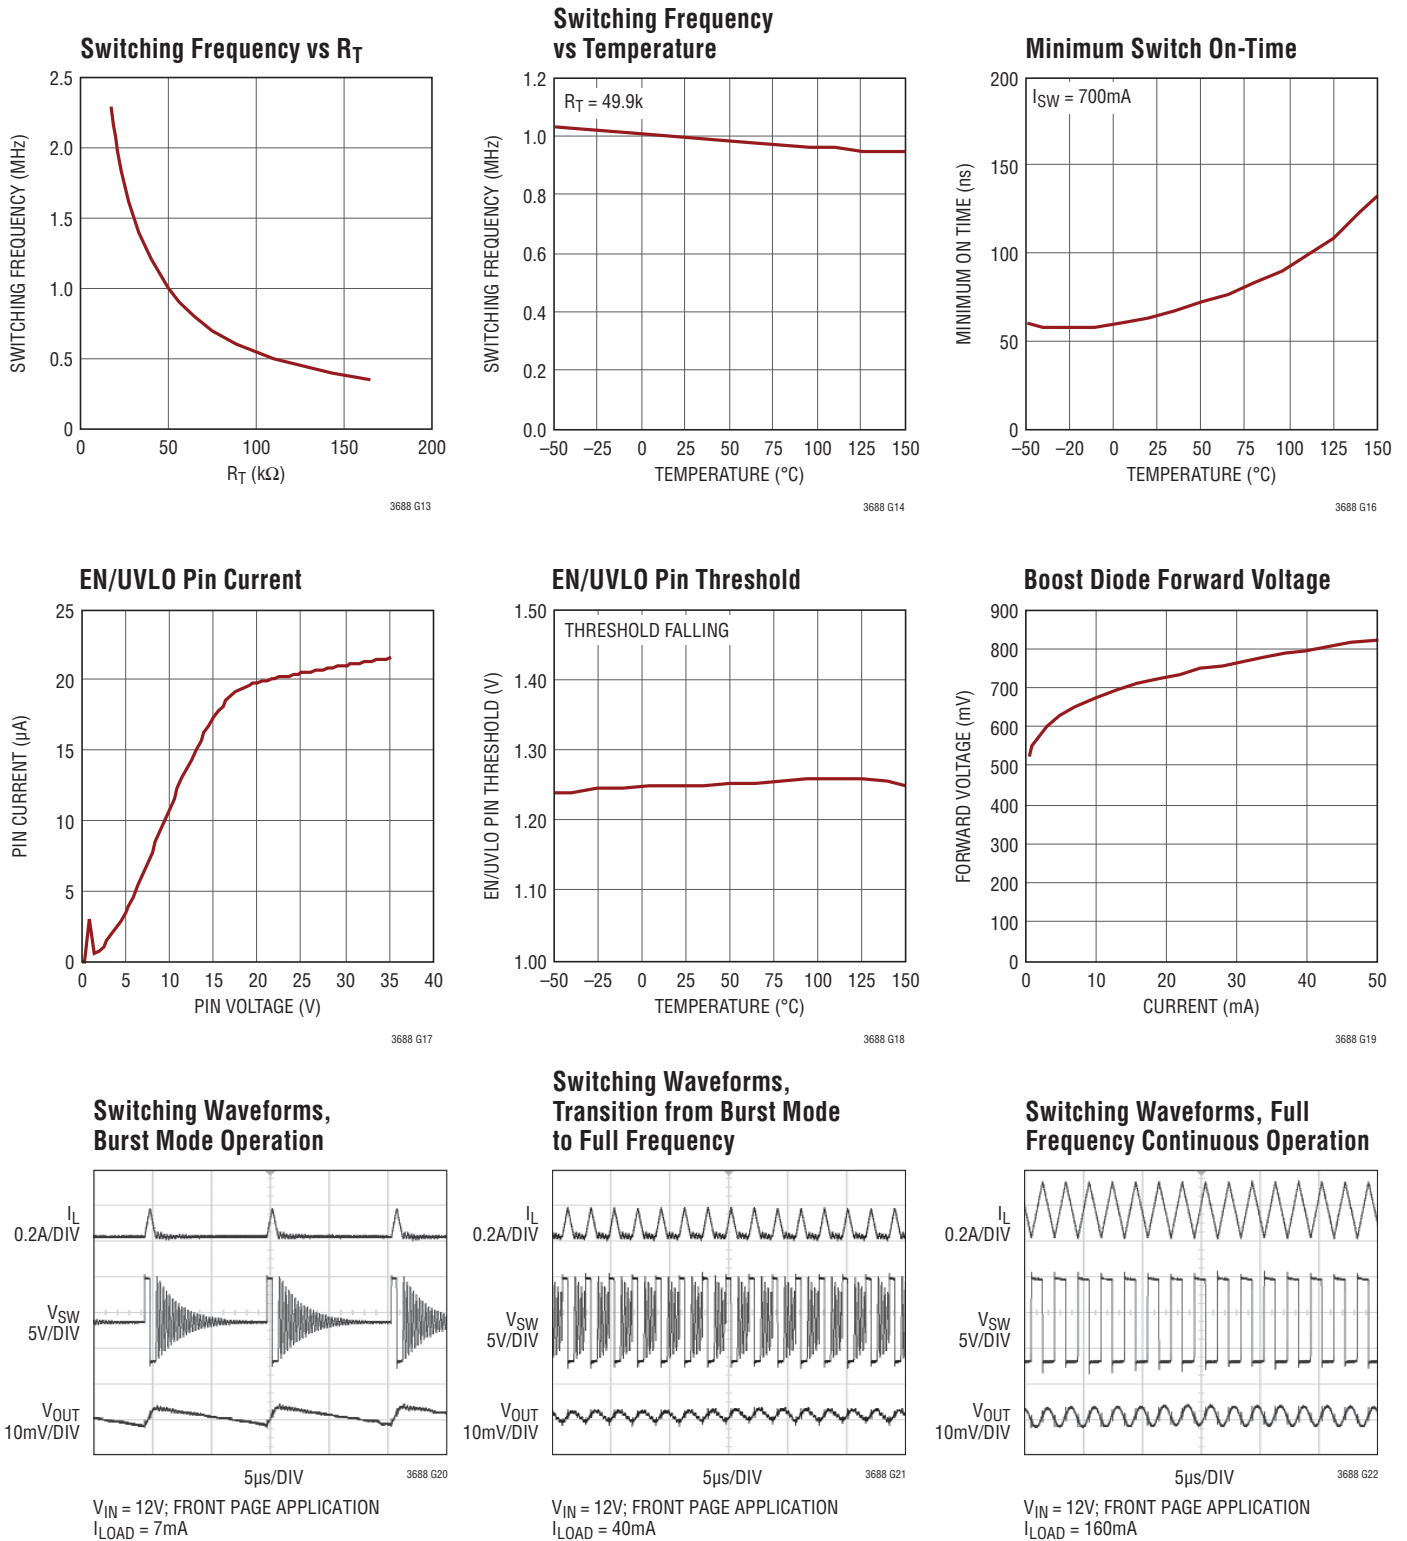 Switching Frequency vs RT
SWITCHING FREQUENCY (MHz)
2.5
2.0
1.5
1.0
0.5
0
0 50 100 150 200
RT (kΩ)
3688 G13
Switching Frequency
vs Temperature
SWITCHING FREQUENCY (MHz)
1.2
1.0
0.8
0.6
0.4
0.2
0.0
RT = 49.9k
–50 –25 0 25 50 75 100 125 150
TEMPERATURE (°C)
3688 G14
Minimum Switch On-Time
MINIMUM ON TIME (ns)
200
150
100
50
0
ISW = 700mA
–50 –20 0 25 50 75 100 125 150
TEMPERATURE (°C)
3688 G16
EN/UVLO Pin Current
PIN CURRENT (µA)
25
20
15
10
5
0
0 5 10 15 20 25 30 35 40
PIN VOLTAGE (V)
3688 G17
EN/UVLO Pin Threshold
EN/UVLO PIN THRESHOLD (V)
1.50
1.40
1.30
1.20
1.10
1.00
THRESHOLD FALLING
–50 –25 0 25 50 75 100 125 150
TEMPERATURE (°C)
3688 G18
Boost Diode Forward Voltage
FORWARD VOLTAGE (mV)
900
800
700
600
500
400
300
200
100
0
0 10 20 30 40 50
CURRENT (mA)
3688 G19
Switching Waveforms,
Burst Mode Operation
IL
0.2A/DIV
VSW
5V/DIV
VOUT
10mV/DIV
5µs/DIV
3688 G20
VIN = 12V; FRONT PAGE APPLICATION
ILOAD = 7mA
Switching Waveforms,
Transition from Burst Mode
to Full Frequency
IL
0.2A/DIV
VSW
5V/DIV
VOUT
10mV/DIV
5µs/DIV
3688 G21
VIN = 12V; FRONT PAGE APPLICATION
ILOAD = 40mA
Switching Waveforms, Full
Frequency Continuous Operation
IL
0.2A/DIV
VSW
5V/DIV
VOUT
10mV/DIV
5µs/DIV
3688 G22
VIN = 12V; FRONT PAGE APPLICATION
ILOAD = 160mA